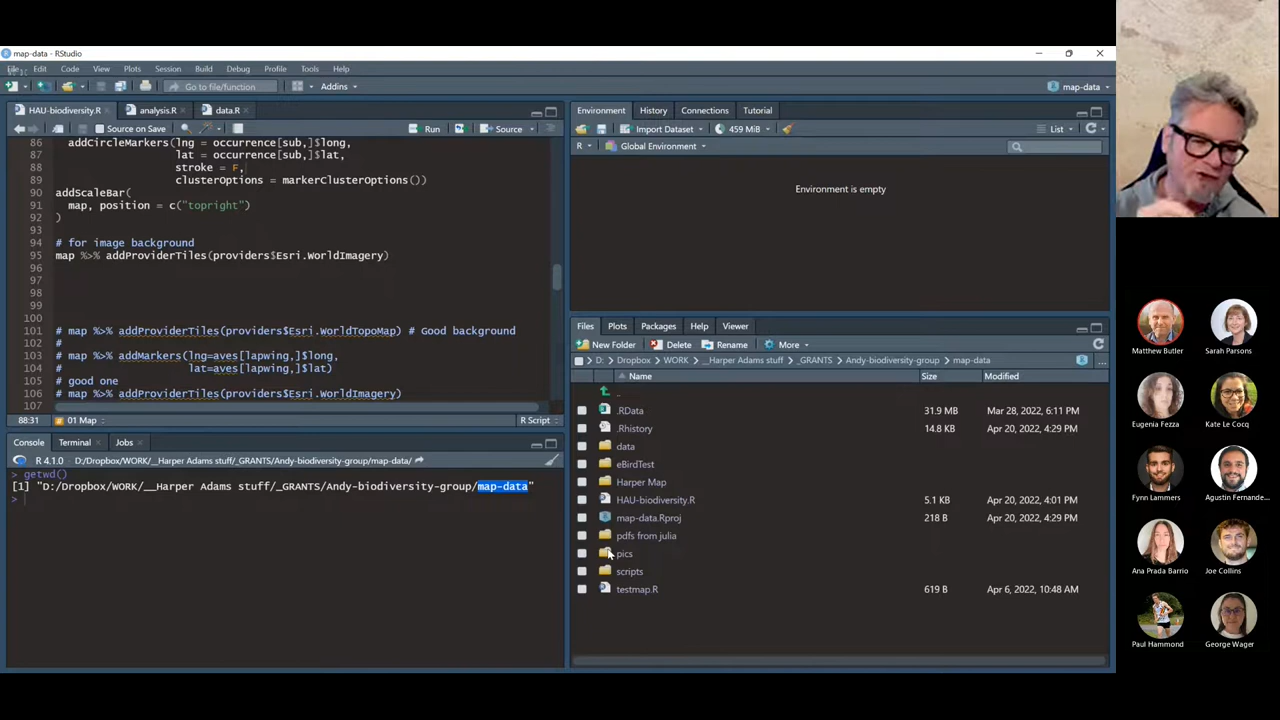 map-data - RStudio
File Edit Code View Plots Session Build Debug Profile Tools Help
Go to file/function Addins map-data
HAU-biodiversity.R analysis.R data.R
Source on Save Run Source
86 addCircleMarkers(lng = occurrence[sub,]$long,
87 lat = occurrence[sub,]$lat,
88 stroke = F,
89 clusterOptions = markerClusterOptions())
90 addScaleBar(
91 map, position = c("topright")
92 )
93
94 # for image background
95 map %>% addProviderTiles(providers$Esri.WorldImagery)
96
97
98
99
100
101 # map %>% addProviderTiles(providers$Esri.WorldTopoMap) # Good background
102 #
103 # map %>% addMarkers(lng=aves[lapwing,]$long,
104 # lat=aves[lapwing,]$lat)
105 # good one
106 # map %>% addProviderTiles(providers$Esri.WorldImagery)
107
88:31 01 Map R Script
Console Terminal Jobs
R 4.1.0 D:/Dropbox/WORK/__Harper Adams stuff/_GRANTS/Andy-biodiversity-group/map-data/
> getwd()
[1] "D:/Dropbox/WORK/__Harper Adams stuff/_GRANTS/Andy-biodiversity-group/map-data"
>
Environment History Connections Tutorial
Import Dataset 459 MiB List
R Global Environment
Environment is empty
Files Plots Packages Help Viewer
New Folder Delete Rename More
D: Dropbox WORK __Harper Adams stuff _GRANTS Andy-biodiversity-group map-data ...
Name Size Modified
..
.RData 31.9 MB Mar 28, 2022, 6:11 PM
.Rhistory 14.8 KB Apr 20, 2022, 4:29 PM
data
eBirdTest
Harper Map
HAU-biodiversity.R 5.1 KB Apr 20, 2022, 4:01 PM
map-data.Rproj 218 B Apr 20, 2022, 4:29 PM
pdfs from julia
pics
scripts
testmap.R 619 B Apr 6, 2022, 10:48 AM
Matthew Butler Sarah Parsons
Eugenia Fezza Kate Le Cocq
Fynn Lammers Agustin Fernande...
Ana Prada Barrio Joe Collins
Paul Hammond George Wager